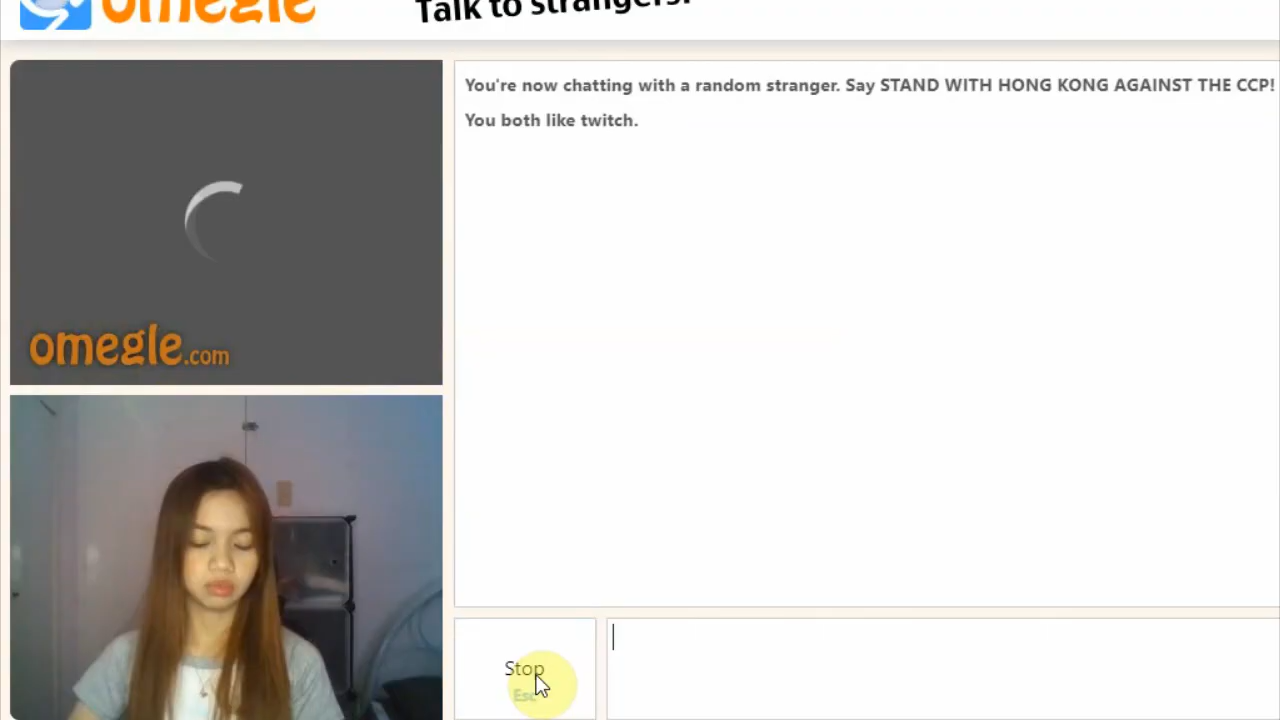 omegle
Talk to strangers!
You're now chatting with a random stranger. Say STAND WITH HONG KONG AGAINST THE CCP!
You both like twitch.
omegle.com
Stop
Esc